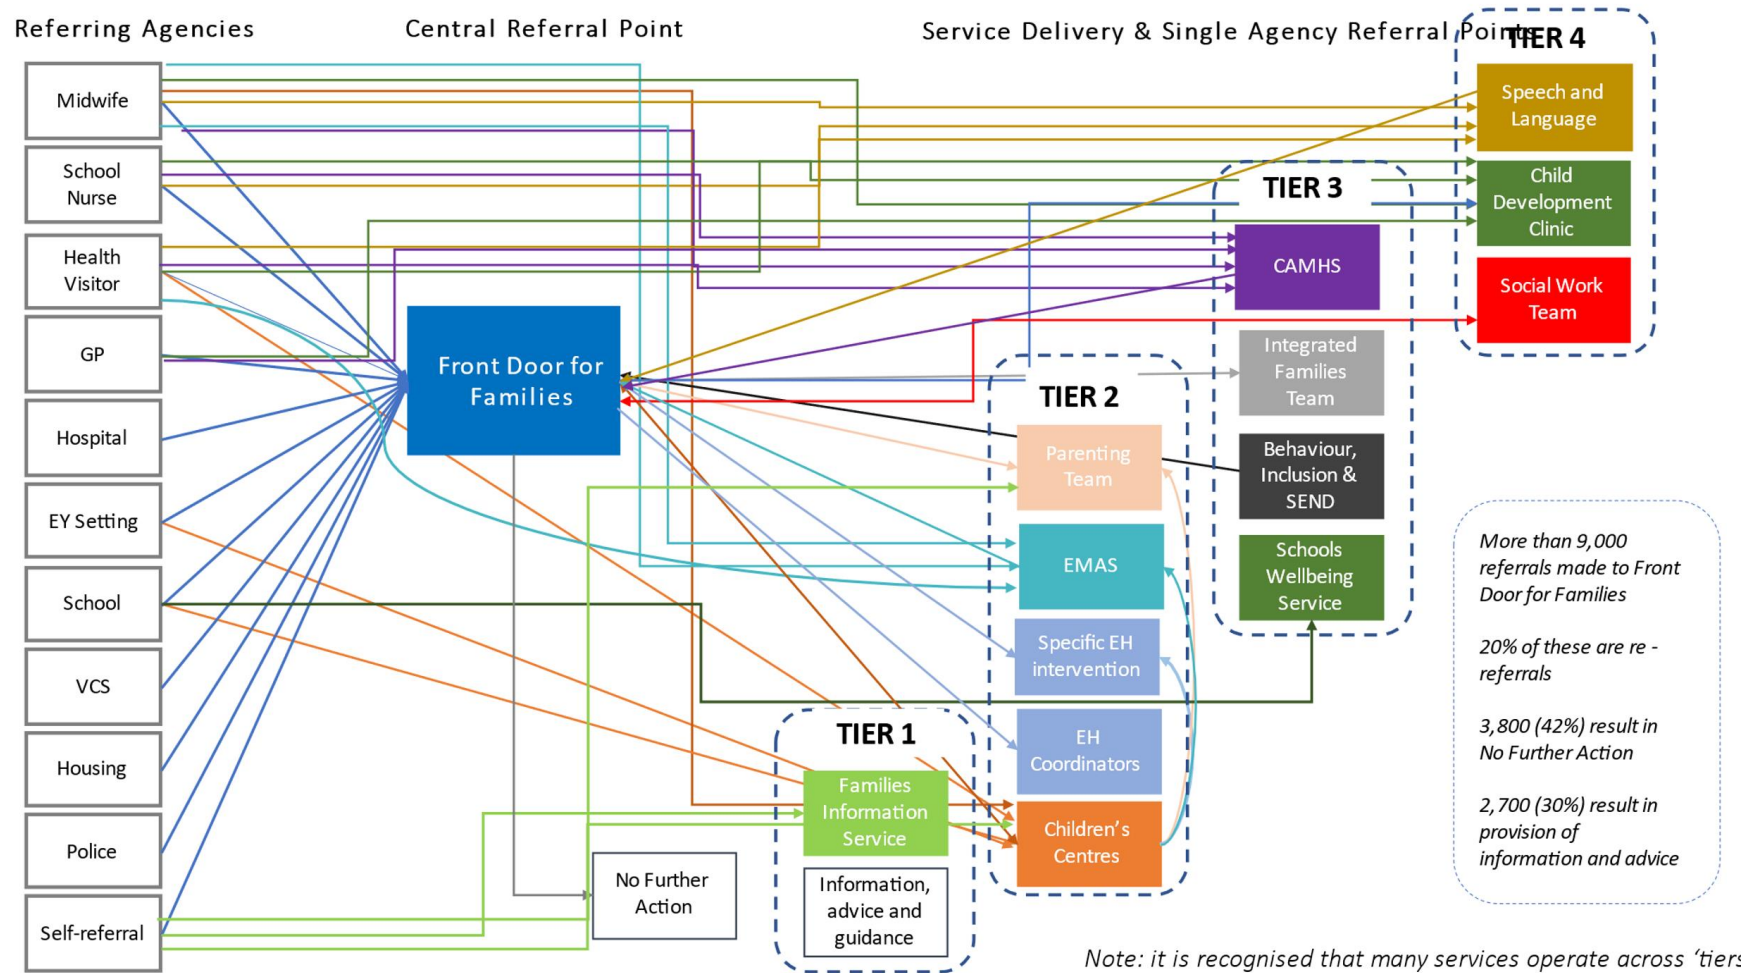 Referring Agencies
Central Referral Point
Service Delivery & Single Agency Referral Points
TIER 4
Midwife
School
Nurse
Health
Visitor
GP
Hospital
EY Setting
School
VCS
Housing
Police
Self-referral
Front Door for
Families
No Further
Action
TIER 1
Families
Information
Service
Information,
advice and
guidance
TIER 2
Parenting
Team
EMAS
Specific EH
intervention
EH
Coordinators
Children's
Centres
TIER 3
CAMHS
Integrated
Families
Team
Behaviour,
Inclusion &
SEND
Schools
Wellbeing
Service
Speech and
Language
Child
Development
Clinic
Social Work
Team
More than 9,000
referrals made to Front
Door for Families
20% of these are re -
referrals
3,800 (42%) result in
No Further Action
2,700 (30%) result in
provision of
information and advice
Note: it is recognised that many services operate across ‘tiers